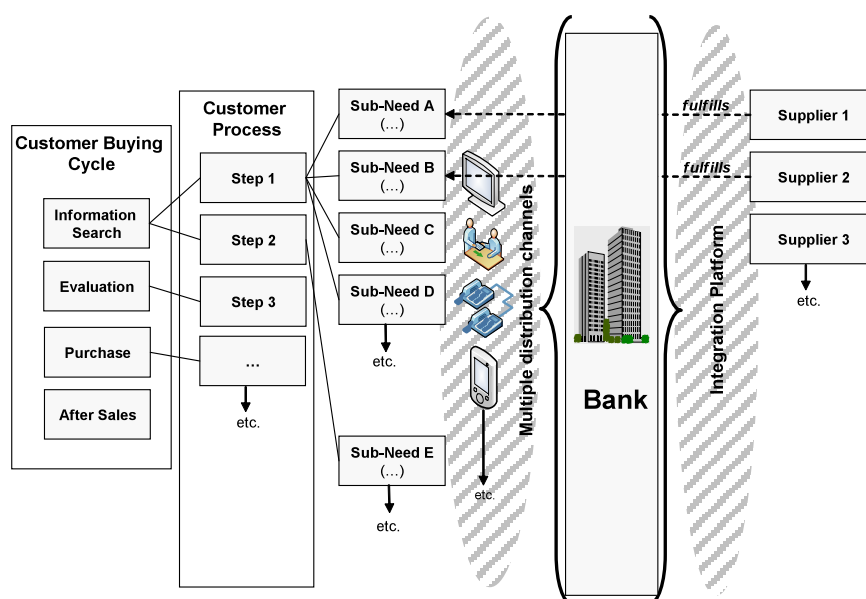 Customer Buying
Cycle
Information
Search
Evaluation
Purchase
After Sales
Customer
Process
Step 1
Step 2
Step 3
...
etc.
Sub-Need A
(...)
Sub-Need B
(...)
Sub-Need C
(...)
Sub-Need D
(...)
etc.
Sub-Need E
(...)
etc.
etc.
Multiple distribution channels
Bank
Integration Platform
fulfills
fulfills
Supplier 1
Supplier 2
Supplier 3
etc.